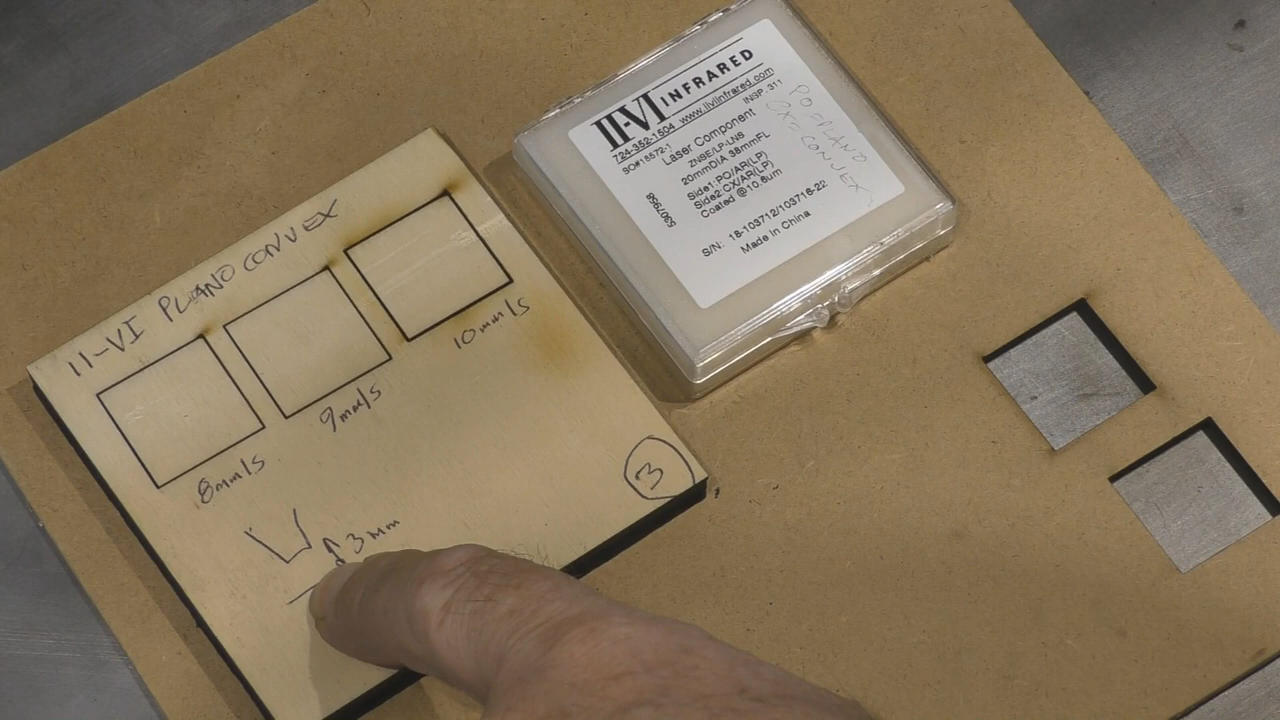 II-VI INFRARED
724-352-1504 www.iiviinfrared.com
SO#18572-1 INSP. 311
Laser Component
ZNSE/LP-LNS
20mmDIA 38mmFL
Side1:PO/AR(LP)
Side2:CX/AR(LP)
Coated @10.6um
S/N: 18-103712/103716-22
Made in China
PO=PLANO
CX=CONVEX
II-VI PLANO CONVEX
8mm/s
9mm/s
10mm/s
3mm
3